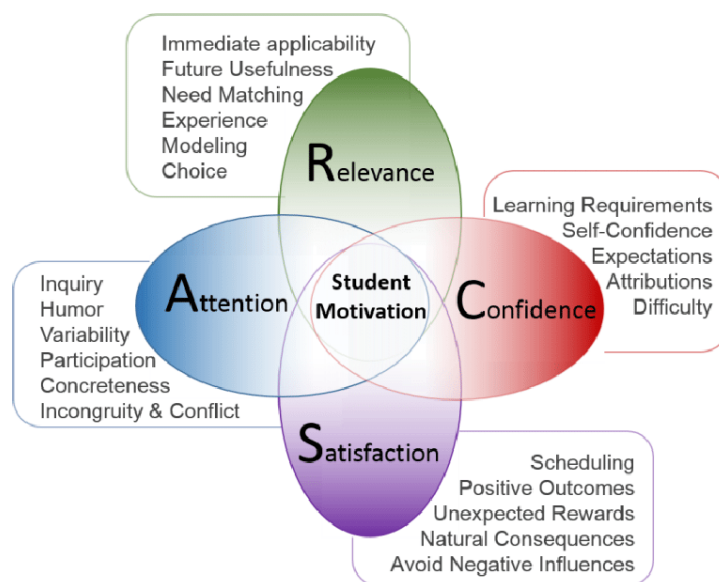 Immediate applicability
Future Usefulness
Need Matching
Experience
Modeling
Choice
Relevance
Learning Requirements
Self-Confidence
Expectations
Attributions
Difficulty
Inquiry
Humor
Variability
Participation
Concreteness
Incongruity & Conflict
Attention
Student
Motivation
Confidence
Satisfaction
Scheduling
Positive Outcomes
Unexpected Rewards
Natural Consequences
Avoid Negative Influences